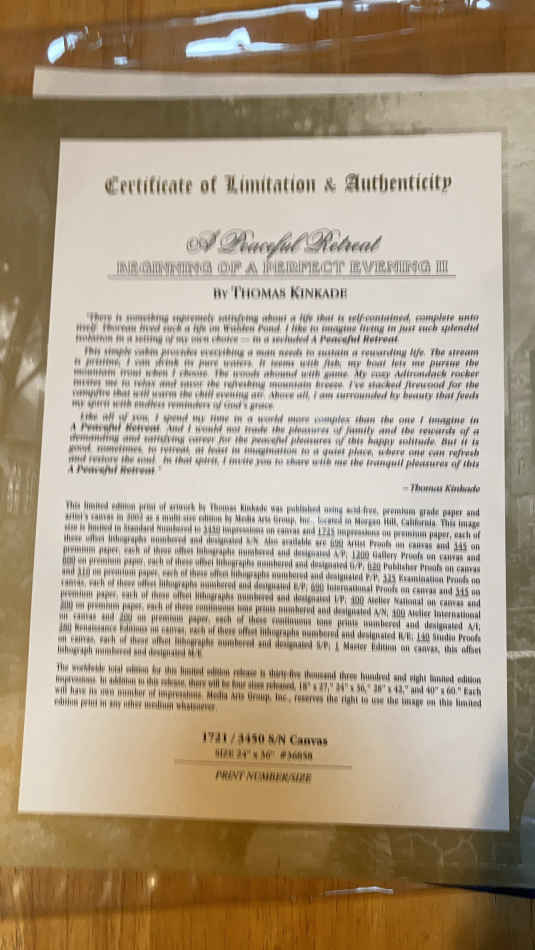 Certificate of Limitation & Authenticity
A Peaceful Retreat
BEGINNING OF A PERFECT EVENING II
BY THOMAS KINKADE
"There is something supremely satisfying about a life that is self-contained, complete unto
itself. Thoreau lived such a life on Walden Pond. I like to imagine living in just such splendid
isolation in a setting of my own choice — in a secluded A Peaceful Retreat.
This simple cabin provides everything a man needs to sustain a rewarding life. The stream
is pristine, I can drink its pure waters. It teems with fish; my boat lets me pursue the
mountain trout when I choose. The woods abound with game. My cozy Adirondack rocker
invites me to relax and savor the refreshing mountain breeze. I've stacked firewood for the
campfire that will warm the chill evening air. Above all, I am surrounded by beauty that feeds
my spirit with endless reminders of God's grace.
Like all of you, I spend my time in a world more complex than the one I imagine in
A Peaceful Retreat. And I would not trade the pleasures of family and the rewards of a
demanding and satisfying career for the peaceful pleasures of this happy solitude. But it is
good, sometimes, to retreat, at least in imagination to a quiet place, where one can refresh
and restore the soul. In that spirit, I invite you to share with me the tranquil pleasures of this
A Peaceful Retreat."
– Thomas Kinkade
This limited edition print of artwork by Thomas Kinkade was published using acid-free, premium grade paper and
artist's canvas in 2002 as a multi-size edition by Media Arts Group, Inc., located in Morgan Hill, California. This image
size is limited in Standard Numbered to 3450 impressions on canvas and 1725 impressions on premium paper, each of
these offset lithographs numbered and designated S/N. Also available are 690 Artist Proofs on canvas and 345 on
premium paper, each of these offset lithographs numbered and designated A/P; 1200 Gallery Proofs on canvas and
600 on premium paper, each of these offset lithographs numbered and designated G/P; 620 Publisher Proofs on canvas
and 310 on premium paper, each of these offset lithographs numbered and designated P/P; 325 Examination Proofs on
canvas, each of these offset lithographs numbered and designated E/P; 690 International Proofs on canvas and 345 on
premium paper, each of these offset lithographs numbered and designated I/P; 400 Atelier National on canvas and
200 on premium paper, each of these continuous tone prints numbered and designated A/N; 400 Atelier International
on canvas and 200 on premium paper, each of these continuous tone prints numbered and designated A/I;
240 Renaissance Editions on canvas, each of these offset lithographs numbered and designated R/E; 140 Studio Proofs
on canvas, each of these offset lithographs numbered and designated S/P; 1 Master Edition on canvas, this offset
lithograph numbered and designated M/E.
The worldwide total edition for this limited edition release is thirty-five thousand three hundred and eight limited edition
impressions. In addition to this release, there will be four sizes released, 18" x 27," 24" x 36," 28" x 42," and 40" x 60." Each
will have its own number of impressions. Media Arts Group, Inc., reserves the right to use the image on this limited
edition print in any other medium whatsoever.
1721 / 3450 S/N Canvas
SIZE 24" x 36" #36858
PRINT NUMBER/SIZE